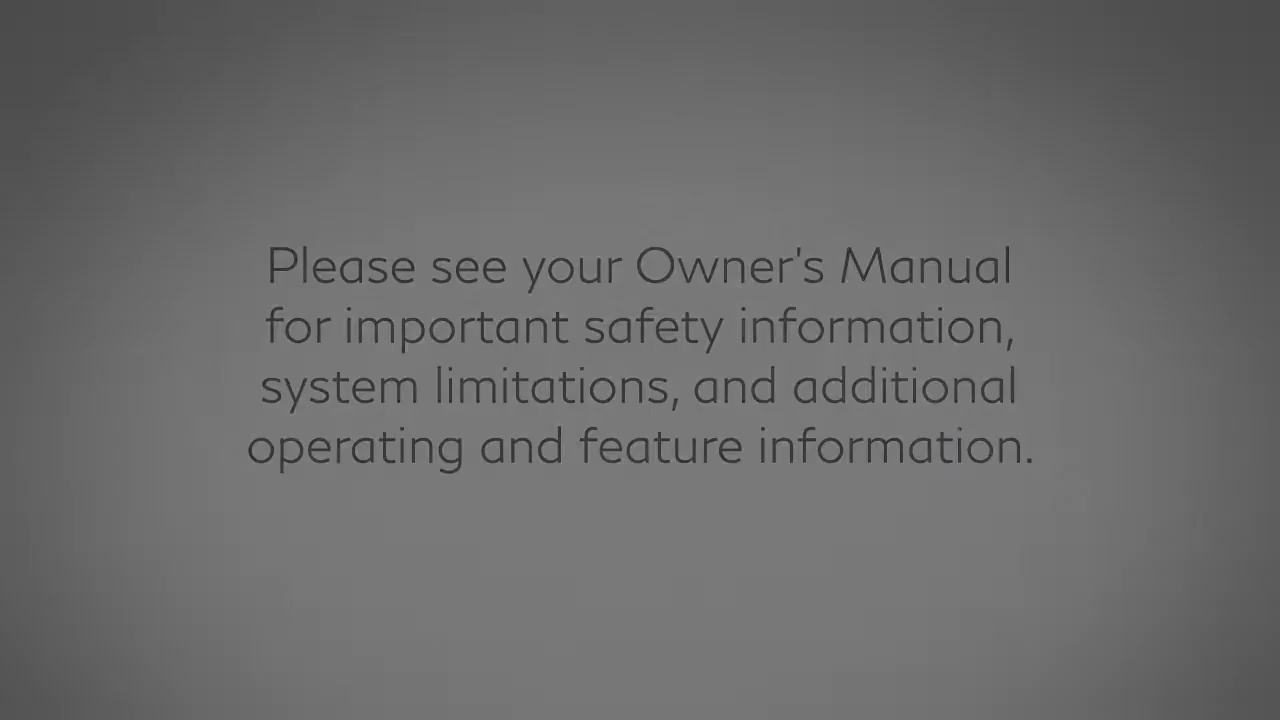 Please see your Owner's Manual
for important safety information,
system limitations, and additional
operating and feature information.